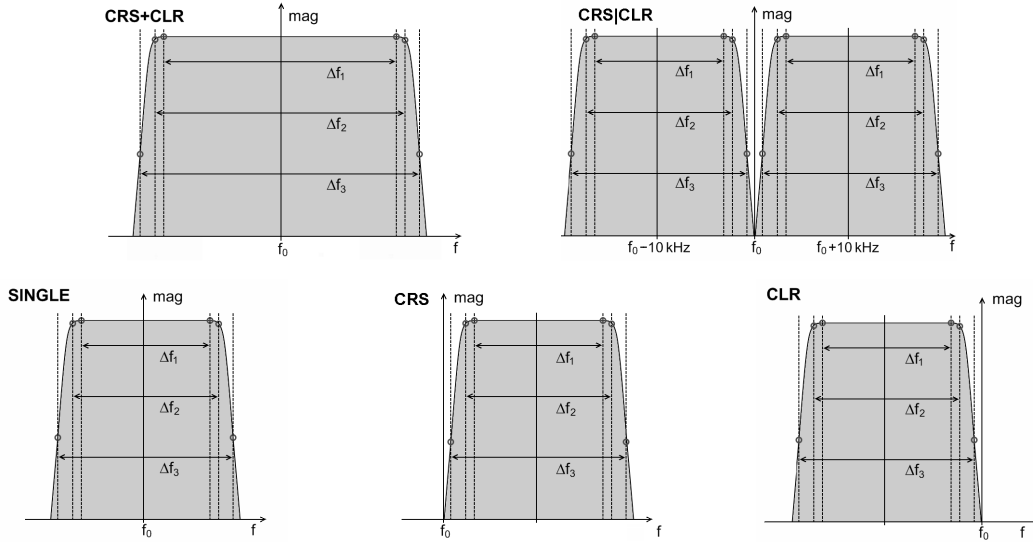 CRS+CLR
mag
Δf1
Δf2
Δf3
f0
f
CRS|CLR
mag
Δf1
Δf1
Δf2
Δf2
Δf3
Δf3
f0−10 kHz
f0
f0+10 kHz
f
SINGLE
mag
Δf1
Δf2
Δf3
f0
f
CRS
mag
Δf1
Δf2
Δf3
f0
f
CLR
mag
Δf1
Δf2
Δf3
f0
f